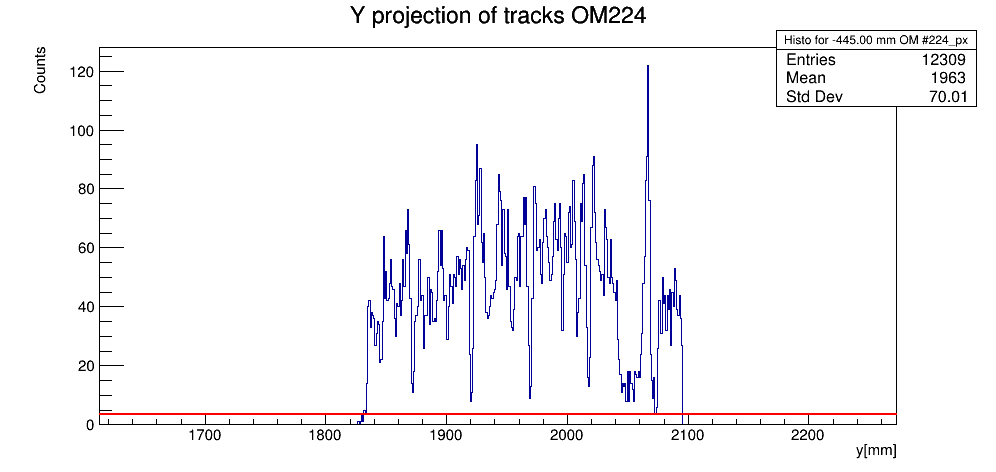 Y projection of tracks OM224
Histo for -445.00 mm OM #224_px
Entries 12309
Mean 1963
Std Dev 70.01
Counts
120
100
80
60
40
20
0
1700 1800 1900 2000 2100 2200
y[mm]